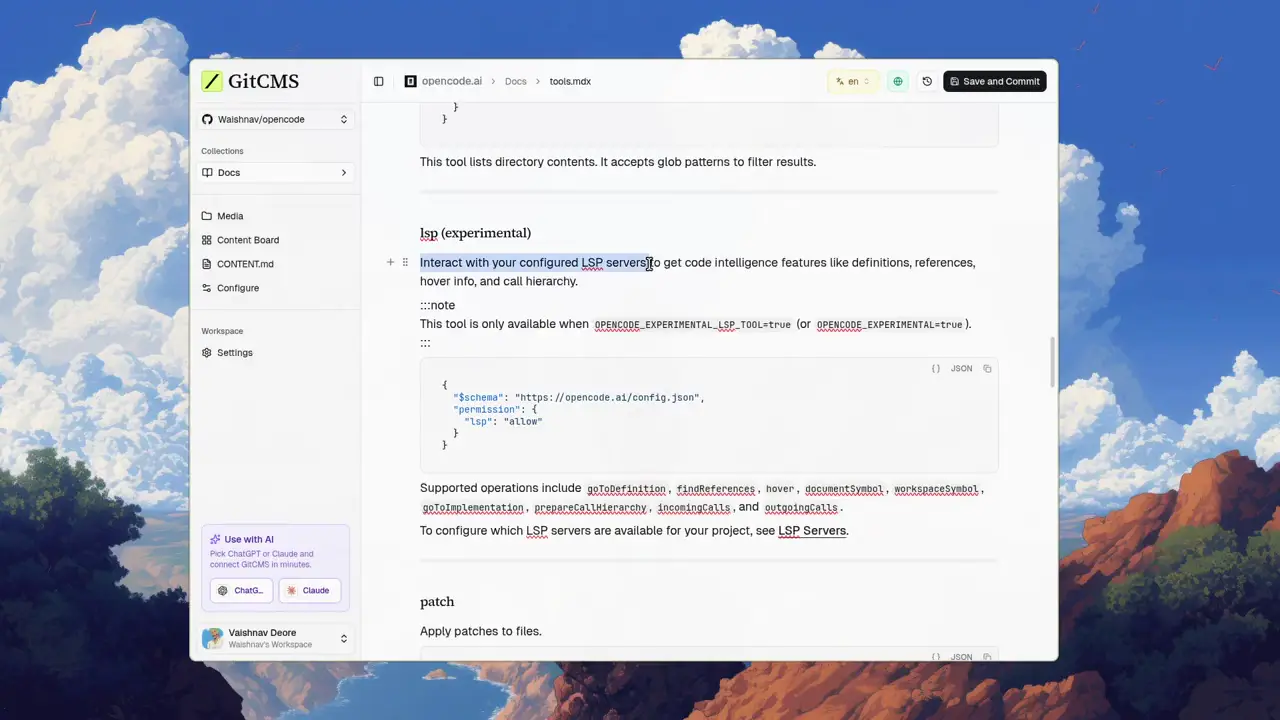 GitCMS
opencode.ai > Docs > tools.mdx
en
Save and Commit
Waishnav/opencode
Collections
Docs
Media
Content Board
CONTENT.md
Configure
Workspace
Settings
Use with AI
Pick ChatGPT or Claude and
connect GitCMS in minutes.
ChatG...
Claude
Vaishnav Deore
Waishnav's Workspace
}
}
This tool lists directory contents. It accepts glob patterns to filter results.
lsp (experimental)
Interact with your configured LSP servers to get code intelligence features like definitions, references,
hover info, and call hierarchy.
:::note
This tool is only available when OPENCODE_EXPERIMENTAL_LSP_TOOL=true (or OPENCODE_EXPERIMENTAL=true).
:::
{} JSON
{
"$schema": "https://opencode.ai/config.json",
"permission": {
"lsp": "allow"
}
}
Supported operations include goToDefinition, findReferences, hover, documentSymbol, workspaceSymbol,
goToImplementation, prepareCallHierarchy, incomingCalls, and outgoingCalls.
To configure which LSP servers are available for your project, see LSP Servers.
patch
Apply patches to files.
{} JSON